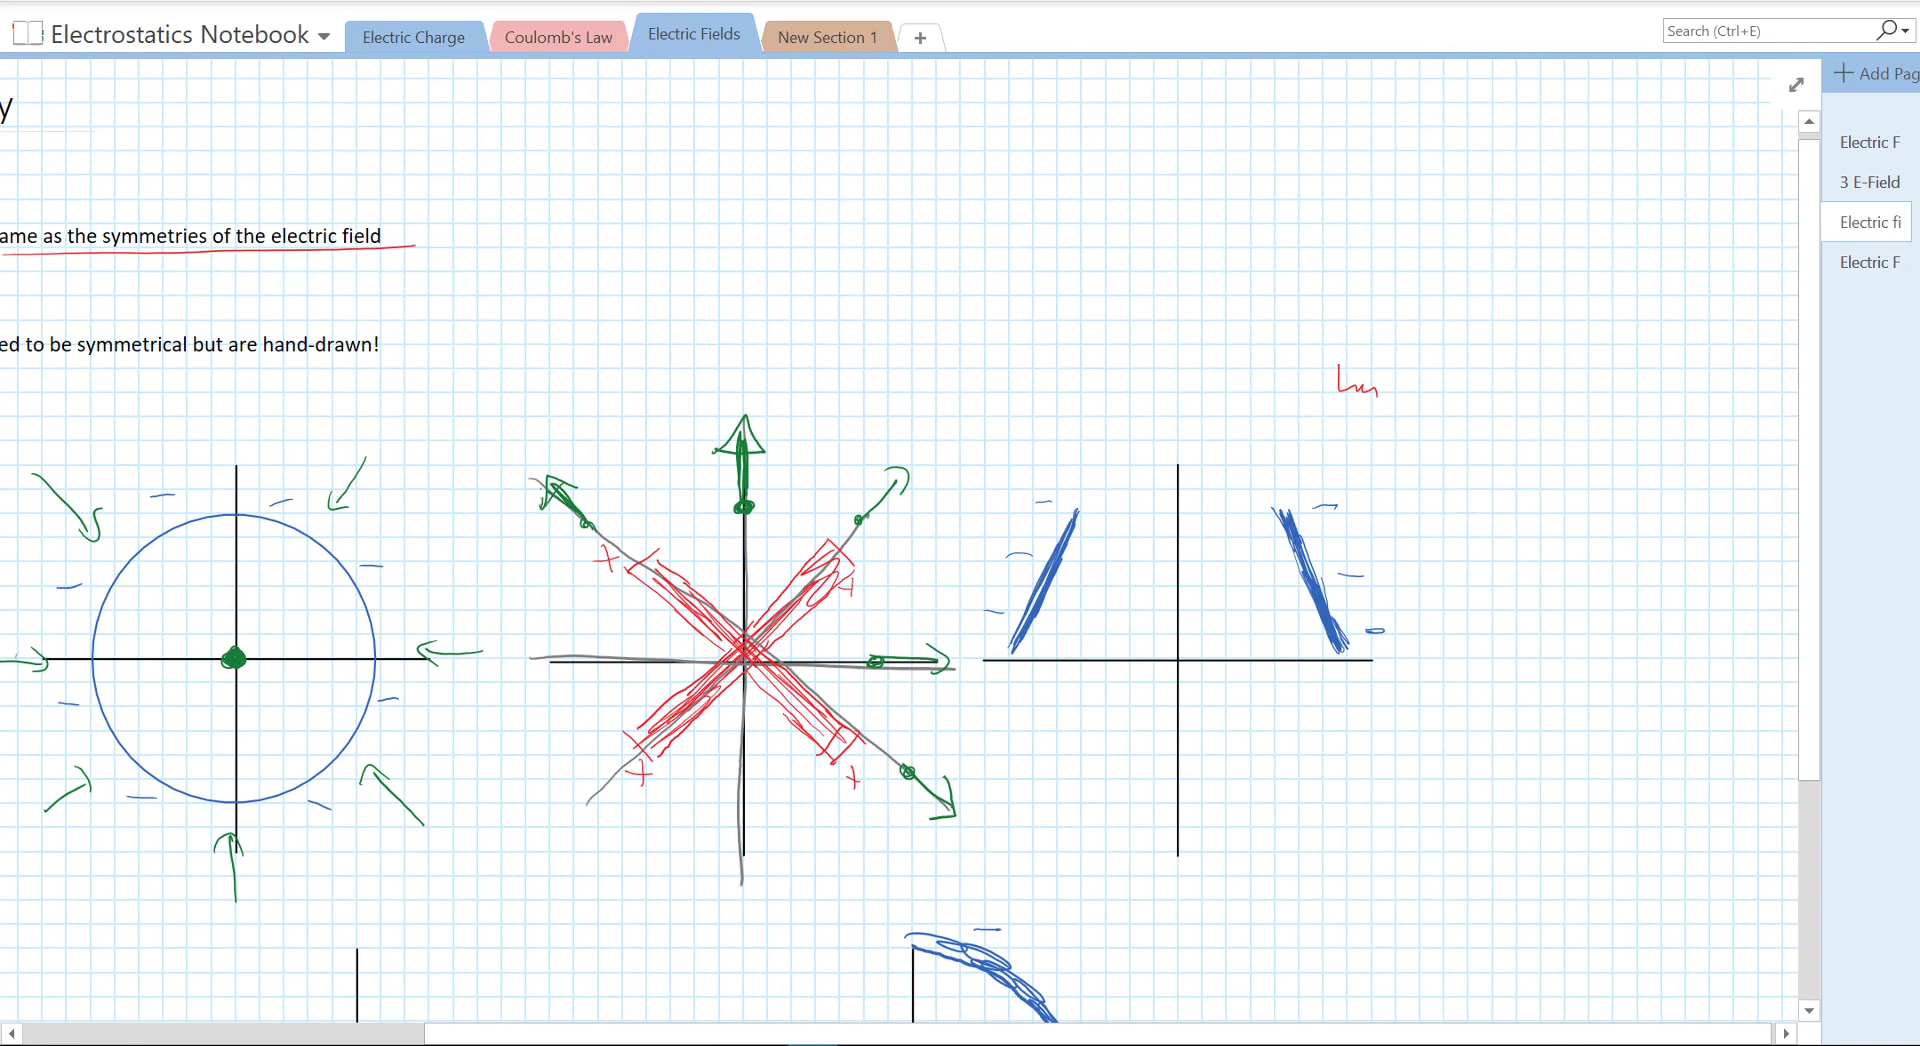 Electrostatics Notebook
Electric Charge
Coulomb's Law
Electric Fields
New Section 1
+
Search (Ctrl+E)
Add Pag
y
Electric F
3 E-Field
Electric fi
Electric F
ame as the symmetries of the electric field
ed to be symmetrical but are hand-drawn!
+
+
+
+